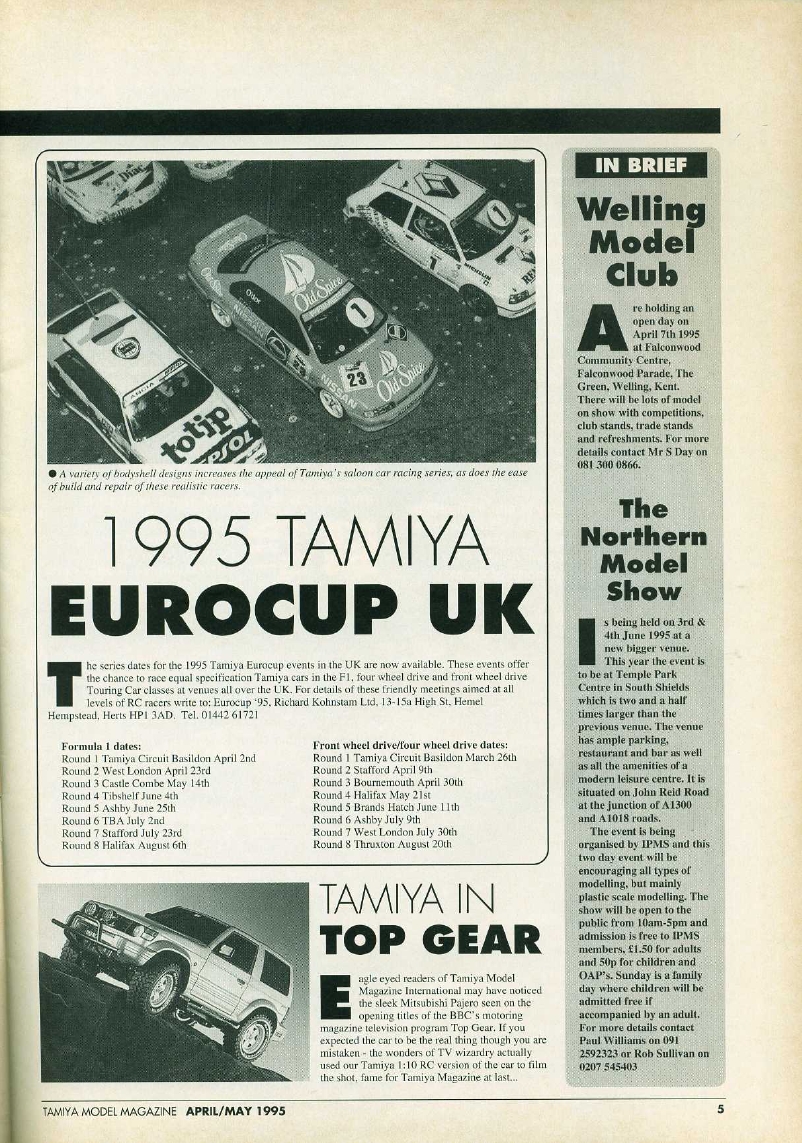 Diac
Old Spice
1
1
MICHELIN
REN
NISSAN
23
Old Spice
NISSAN
LANCIA
totip
REPSOL
● A variety of bodyshell designs increases the appeal of Tamiya's saloon car racing series, as does the ease
of build and repair of these realistic racers.
1995 TAMIYA
EUROCUP UK
The series dates for the 1995 Tamiya Eurocup events in the UK are now available. These events offer
the chance to race equal specification Tamiya cars in the F1, four wheel drive and front wheel drive
Touring Car classes at venues all over the UK. For details of these friendly meetings aimed at all
levels of RC racers write to: Eurocup '95, Richard Kohnstam Ltd, 13-15a High St, Hemel
Hempstead, Herts HP1 3AD. Tel. 01442 61721
Formula 1 dates:
Round 1 Tamiya Circuit Basildon April 2nd
Round 2 West London April 23rd
Round 3 Castle Combe May 14th
Round 4 Tibshelf June 4th
Round 5 Ashby June 25th
Round 6 TBA July 2nd
Round 7 Stafford July 23rd
Round 8 Halifax August 6th
Front wheel drive/four wheel drive dates:
Round 1 Tamiya Circuit Basildon March 26th
Round 2 Stafford April 9th
Round 3 Bournemouth April 30th
Round 4 Halifax May 21st
Round 5 Brands Hatch June 11th
Round 6 Ashby July 9th
Round 7 West London July 30th
Round 8 Thruxton August 20th
TAMIYA IN
TOP GEAR
Eagle eyed readers of Tamiya Model
Magazine International may have noticed
the sleek Mitsubishi Pajero seen on the
opening titles of the BBC's motoring
magazine television program Top Gear. If you
expected the car to be the real thing though you are
mistaken - the wonders of TV wizardry actually
used our Tamiya 1:10 RC version of the car to film
the shot, fame for Tamiya Magazine at last...
IN BRIEF
Welling
Model
Club
Are holding an
open day on
April 7th 1995
at Falconwood
Community Centre,
Falconwood Parade, The
Green, Welling, Kent.
There will be lots of model
on show with competitions,
club stands, trade stands
and refreshments. For more
details contact Mr S Day on
081 300 0866.
The
Northern
Model
Show
Is being held on 3rd &
4th June 1995 at a
new bigger venue.
This year the event is
to be at Temple Park
Centre in South Shields
which is two and a half
times larger than the
previous venue. The venue
has ample parking,
restaurant and bar as well
as all the amenities of a
modern leisure centre. It is
situated on John Reid Road
at the junction of A1300
and A1018 roads.
The event is being
organised by IPMS and this
two day event will be
encouraging all types of
modelling, but mainly
plastic scale modelling. The
show will be open to the
public from 10am-5pm and
admission is free to IPMS
members, £1.50 for adults
and 50p for children and
OAP's. Sunday is a family
day where children will be
admitted free if
accompanied by an adult.
For more details contact
Paul Williams on 091
2592323 or Rob Sullivan on
0207 545403
TAMIYA MODEL MAGAZINE APRIL/MAY 1995
5